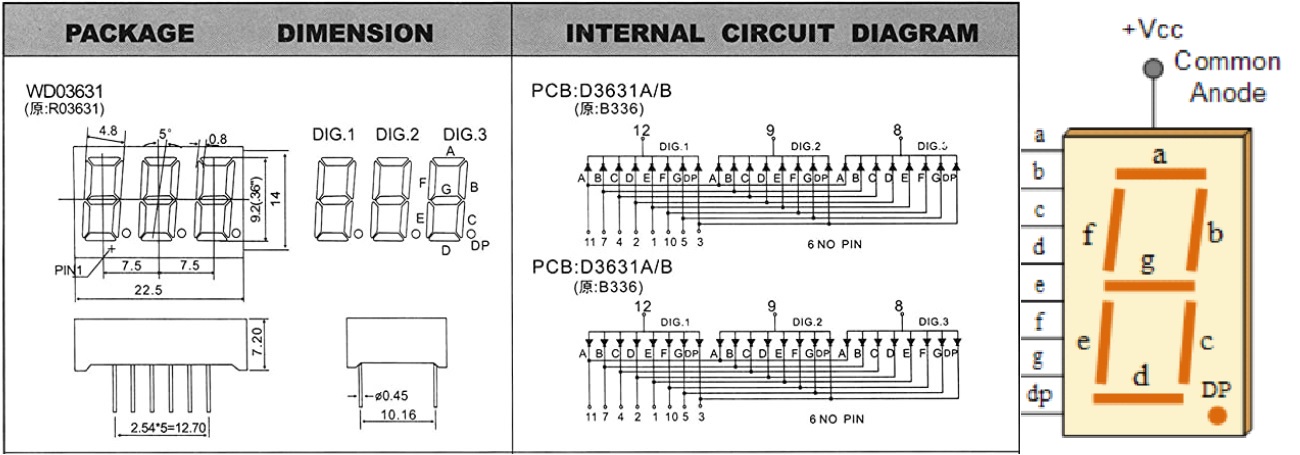 PACKAGE DIMENSION
INTERNAL CIRCUIT DIAGRAM
WD03631
(原:R03631)
4.8
5°
0.8
9.2(.36")
14
PIN1
7.5
7.5
22.5
DIG.1 DIG.2 DIG.3
A
F
G
B
E
C
DP
D
7.20
2.54*5=12.70
ø0.45
10.16
PCB:D3631A/B
(原:B336)
12 9 8
DIG.1 DIG.2 DIG.3
A B C D E F G DP A B C D E F G DP A B C D E F G DP
11 7 4 2 1 10 5 3
6 NO PIN
PCB:D3631A/B
(原:B336)
12 9 8
DIG.1 DIG.2 DIG.3
A B C D E F G DP A B C D E F G DP A B C D E F G DP
11 7 4 2 1 10 5 3
6 NO PIN
+Vcc
Common
Anode
a
b
c
d
e
f
g
dp
a
f
b
g
e
c
d
DP